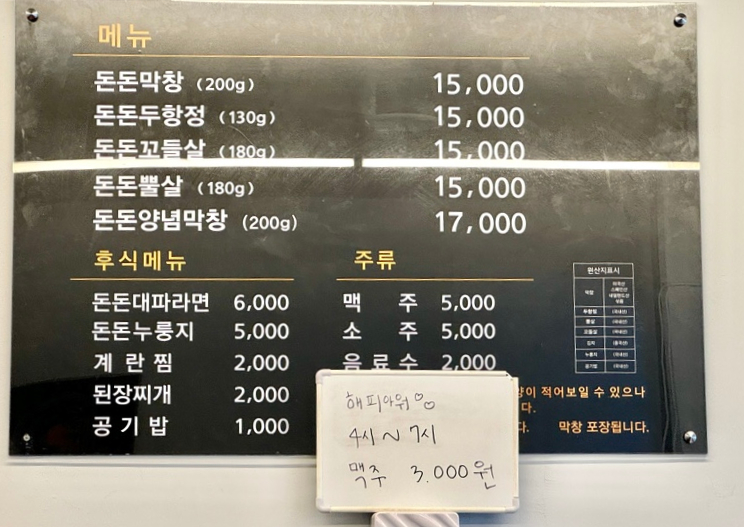 메뉴
돈돈막창 (200g) 15,000
돈돈두항정 (130g) 15,000
돈돈꼬들살 (180g) 15,000
돈돈뽈살 (180g) 15,000
돈돈양념막창 (200g) 17,000
후식메뉴
돈돈대파라면 6,000
돈돈누룽지 5,000
계란찜 2,000
된장찌개 2,000
공기밥 1,000
주류
맥주 5,000
소주 5,000
음료수 2,000
원산지표시
적어보일 수 있으나
다.
다. 막창 포장됩니다.
해피아워
4시~7시
맥주 3.000원